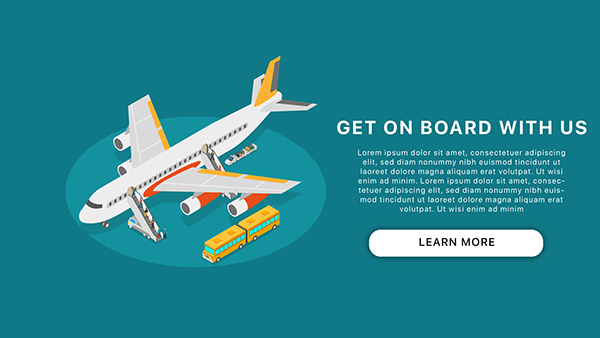 GET ON BOARD WITH US
Lorem ipsum dolor sit amet, consectetuer adipiscing
elit, sed diam nonummy nibh euismod tincidunt ut
laoreet dolore magna aliquam erat volutpat. Ut wisi
enim ad minim. Lorem ipsum dolor sit amet, con-
sectetuer adipiscing elit, sed diam nonummy nibh euis-
mod tincidunt ut laoreet dolore magna aliquam erat
volutpat. Ut wisi enim ad minim
LEARN MORE